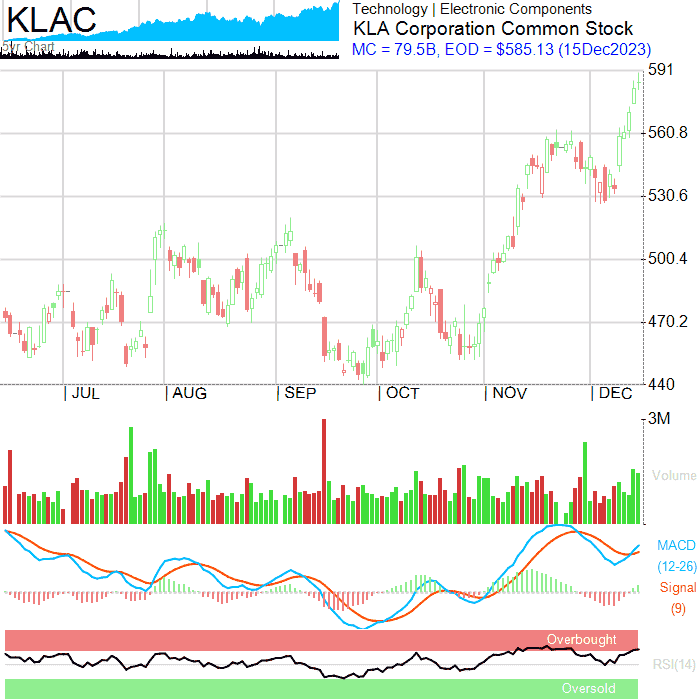 KLAC
5yr Chart
Technology | Electronic Components
KLA Corporation Common Stock
MC = 79.5B, EOD = $585.13 (15Dec2023)
591
560.8
530.6
500.4
470.2
440
JUL AUG SEP OCT NOV DEC
3M
Volume
MACD
(12-26)
Signal
(9)
Overbought
RSI(14)
Oversold